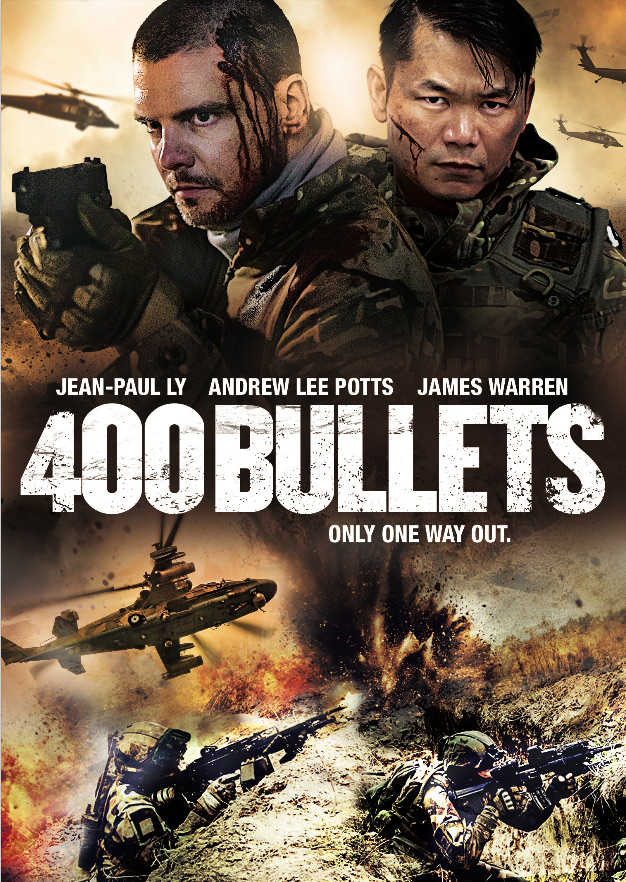 JEAN-PAUL LY ANDREW LEE POTTS JAMES WARREN
400 BULLETS
ONLY ONE WAY OUT.